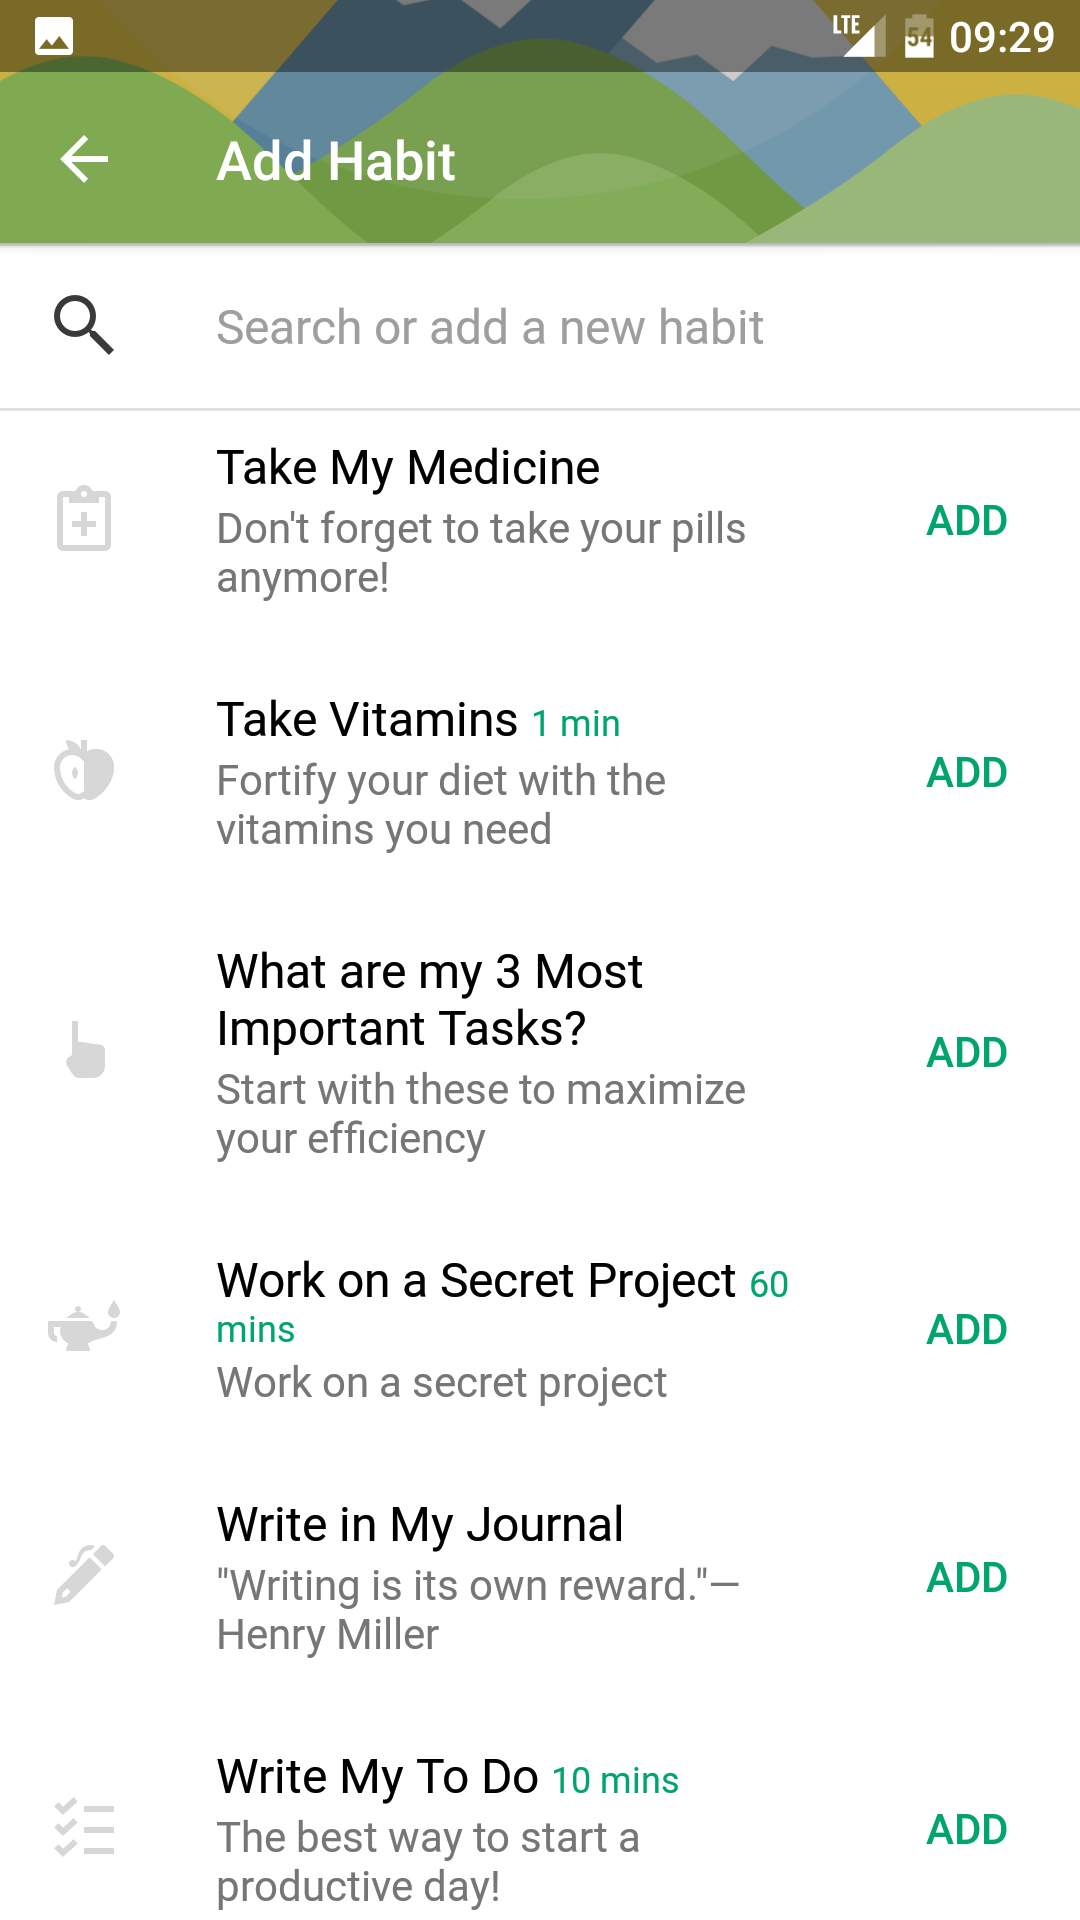 LTE 54 09:29
Add Habit
Search or add a new habit
Take My Medicine
Don't forget to take your pills
anymore!
ADD
Take Vitamins 1 min
Fortify your diet with the
vitamins you need
ADD
What are my 3 Most
Important Tasks?
Start with these to maximize
your efficiency
ADD
Work on a Secret Project 60
mins
Work on a secret project
ADD
Write in My Journal
"Writing is its own reward."—
Henry Miller
ADD
Write My To Do 10 mins
The best way to start a
productive day!
ADD